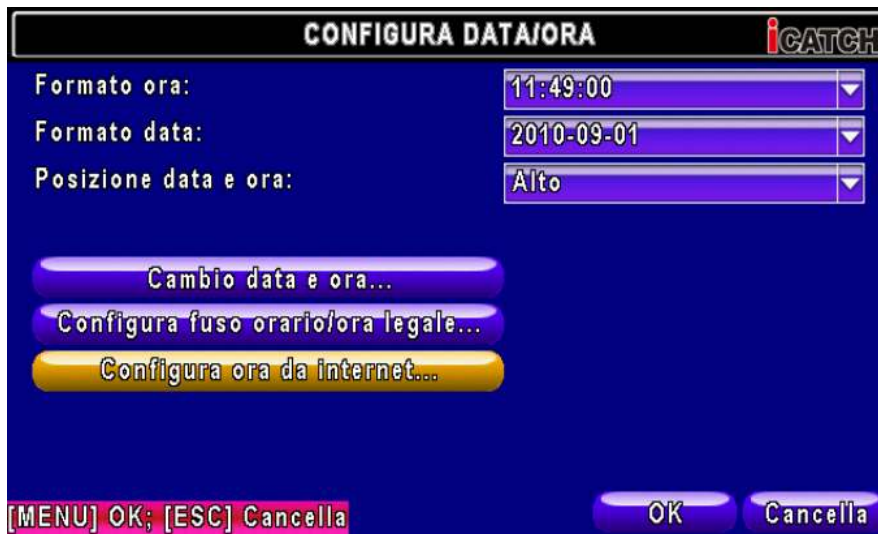 CONFIGURA DATA/ORA
iCATCH
Formato ora: 11:49:00
Formato data: 2010-09-01
Posizione data e ora: Alto
Cambio data e ora...
Configura fuso orario/ora legale...
Configura ora da internet...
[MENU] OK; [ESC] Cancella
OK
Cancella